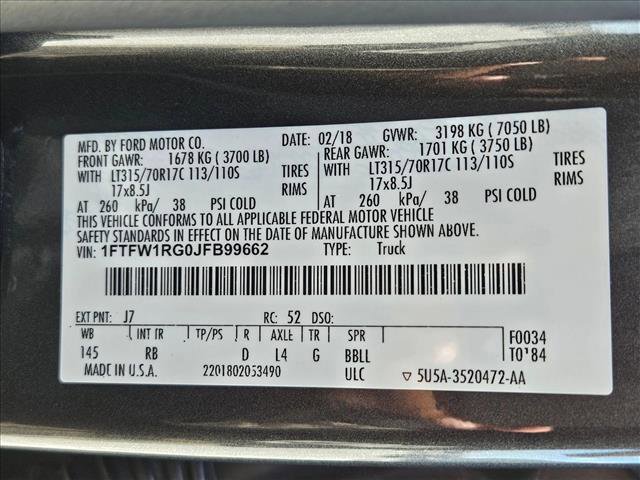 MFD. BY FORD MOTOR CO. DATE: 02/18 GVWR: 3198 KG ( 7050 LB)
FRONT GAWR: 1678 KG ( 3700 LB) REAR GAWR: 1701 KG ( 3750 LB)
WITH LT315/70R17C 113/110S TIRES WITH LT315/70R17C 113/110S TIRES
17x8.5J RIMS 17x8.5J RIMS
AT 260 kPa/ 38 PSI COLD AT 260 kPa/ 38 PSI COLD
THIS VEHICLE CONFORMS TO ALL APPLICABLE FEDERAL MOTOR VEHICLE
SAFETY STANDARDS IN EFFECT ON THE DATE OF MANUFACTURE SHOWN ABOVE.
VIN: 1FTFW1RG0JFB99662 TYPE: Truck
EXT PNT: J7 RC: 52 DSO:
WB INT TR TP/PS R AXLE TR SPR F0034
145 RB D L4 G BBLL T0'84
MADE IN U.S.A. 2201802053490 ULC ▽ 5U5A-3520472-AA